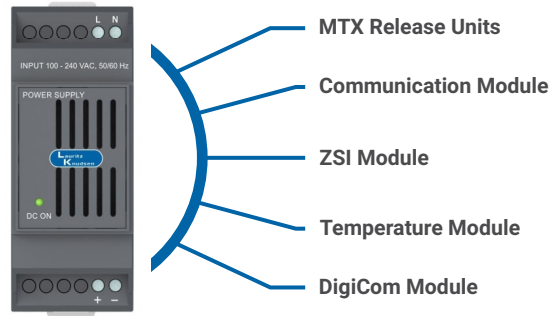 L N
INPUT 100 - 240 VAC, 50/60 Hz
POWER SUPPLY
Lauritz
Knudsen
DC ON
+ −
MTX Release Units
Communication Module
ZSI Module
Temperature Module
DigiCom Module